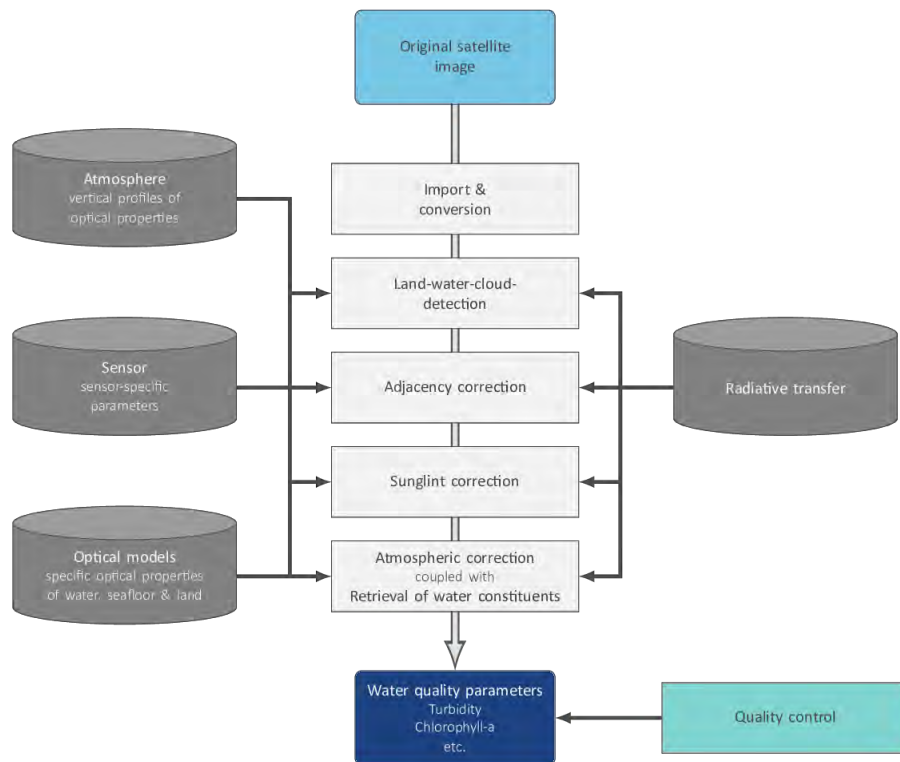 Original satellite
image
Atmosphere
vertical profiles of
optical properties
Import &
conversion
Land-water-cloud-
detection
Sensor
sensor-specific
parameters
Adjacency correction
Radiative transfer
Sunglint correction
Optical models
specific optical properties
of water, seafloor & land
Atmospheric correction
coupled with
Retrieval of water constituents
Water quality parameters
Turbidity
Chlorophyll-a
etc.
Quality control